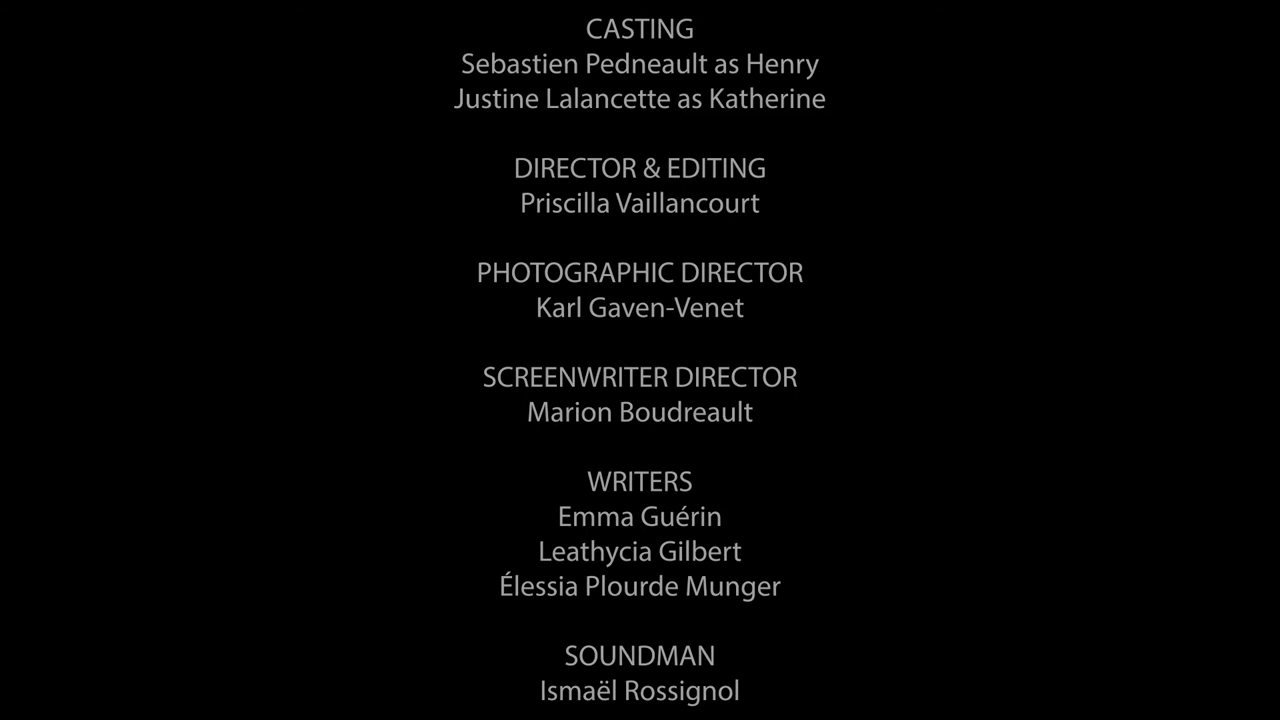 CASTING
Sebastien Pedneault as Henry
Justine Lalancette as Katherine
DIRECTOR & EDITING
Priscilla Vaillancourt
PHOTOGRAPHIC DIRECTOR
Karl Gaven-Venet
SCREENWRITER DIRECTOR
Marion Boudreault
WRITERS
Emma Guérin
Leathycia Gilbert
Élessia Plourde Munger
SOUNDMAN
Ismaël Rossignol